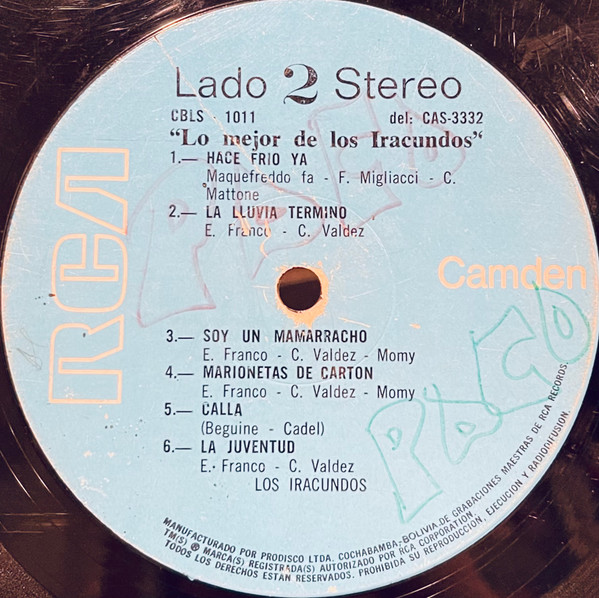 Lado 2 Stereo
CBLS - 1011 del: CAS-3332
"Lo mejor de los Iracundos"
1.— HACE FRIO YA
Maquefreddo fa - F. Migliacci - C.
Mattone
2.— LA LLUVIA TERMINO
E. Franco - C. Valdez
RCA
Camden
PACO
3.— SOY UN MAMARRACHO
E. Franco - C. Valdez - Momy
4.— MARIONETAS DE CARTON
E. Franco - C. Valdez - Momy
5.— CALLA
(Beguine - Cadel)
6.— LA JUVENTUD
E. Franco - C. Valdez
LOS IRACUNDOS
PACO
MANUFACTURADO POR PRODISCO LTDA. COCHABAMBA-BOLIVIA.DE GRABACIONES MAESTRAS DE RCA RECORDS.
TM(S) ® MARCA(S) REGISTRADA(S) AUTORIZADO POR RCA CORPORATION.
TODOS LOS DERECHOS ESTAN RESERVADOS. PROHIBIDA SU REPRODUCCION, EJECUCION Y RADIODIFUSION.